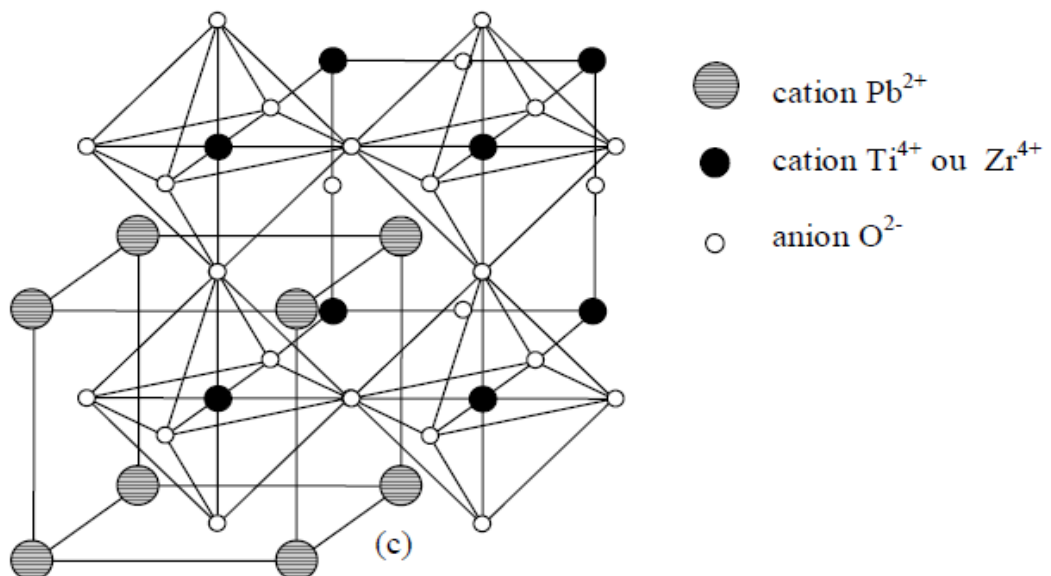 cation Pb²⁺
cation Ti⁴⁺ ou Zr⁴⁺
anion O²⁻
(c)